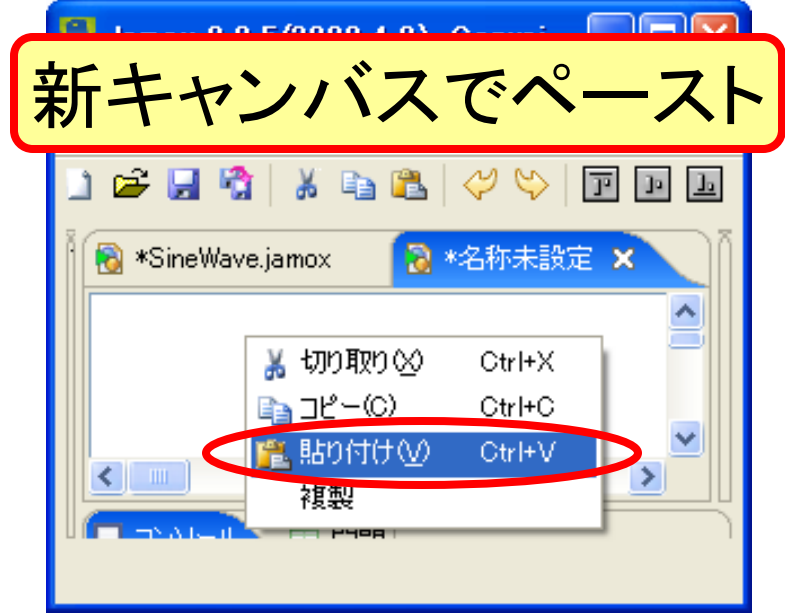 新キャンバスでペースト
*SineWave.jamox
*名称未設定
切り取り(X) Ctrl+X
コピー(C) Ctrl+C
貼り付け(V) Ctrl+V
複製